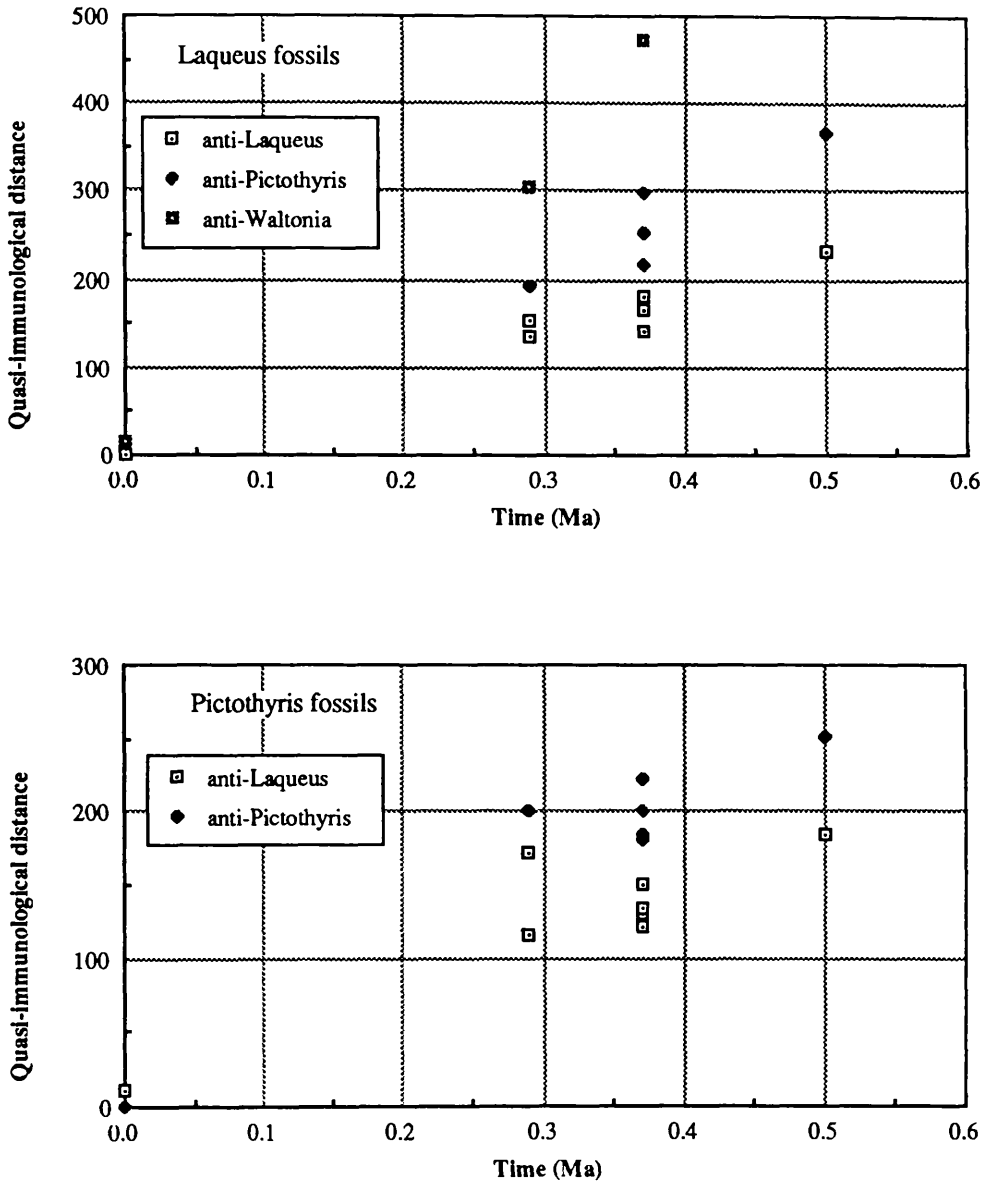 Laqueus fossils
anti-Laqueus
anti-Pictothyris
anti-Waltonia
Quasi-immunological distance
500
400
300
200
100
0
0.0 0.1 0.2 0.3 0.4 0.5 0.6
Time (Ma)
Pictothyris fossils
anti-Laqueus
anti-Pictothyris
Quasi-immunological distance
300
200
100
0
0.0 0.1 0.2 0.3 0.4 0.5 0.6
Time (Ma)